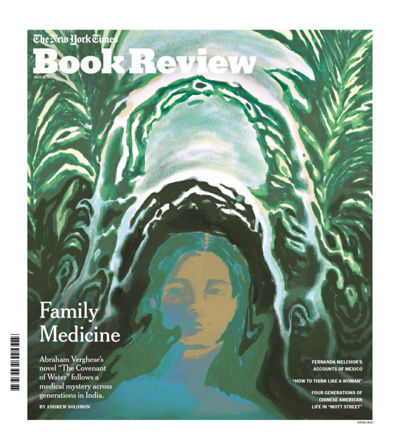 The New York Times
Book Review
Family
Medicine
Abraham Verghese's
novel "The Covenant
of Water" follows a
medical mystery across
generations in India.
BY ANDREW SOLOMON
FERNANDA MELCHOR'S
ACCOUNTS OF MEXICO
"HOW TO THINK LIKE A WOMAN"
FOUR GENERATIONS OF
CHINESE AMERICAN
LIFE IN "MOTT STREET"